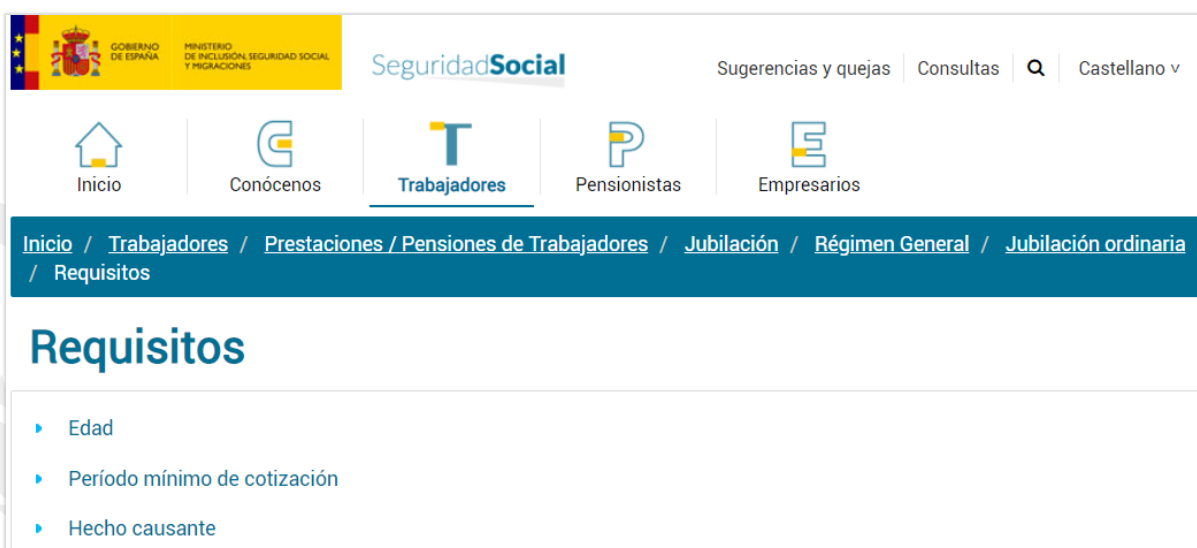 GOBIERNO
DE ESPAÑA
MINISTERIO
DE INCLUSIÓN, SEGURIDAD SOCIAL
Y MIGRACIONES
SeguridadSocial
Sugerencias y quejas
Consultas
Castellano
Inicio
Conócenos
Trabajadores
Pensionistas
Empresarios
Inicio / Trabajadores / Prestaciones / Pensiones de Trabajadores / Jubilación / Régimen General / Jubilación ordinaria
/ Requisitos
Requisitos
Edad
Período mínimo de cotización
Hecho causante